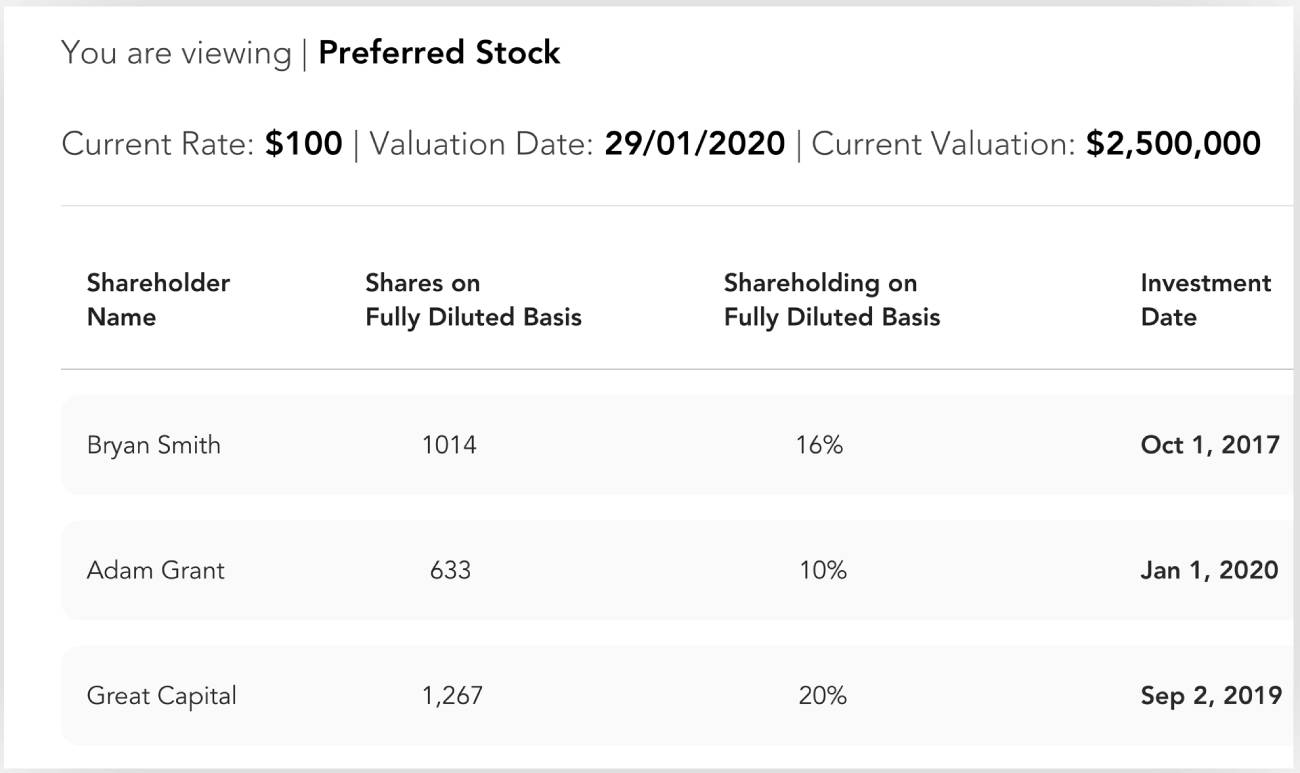 You are viewing | Preferred Stock
Current Rate: $100 | Valuation Date: 29/01/2020 | Current Valuation: $2,500,000
Shareholder Name Shares on Fully Diluted Basis Shareholding on Fully Diluted Basis Investment Date
Bryan Smith 1014 16% Oct 1, 2017
Adam Grant 633 10% Jan 1, 2020
Great Capital 1,267 20% Sep 2, 2019